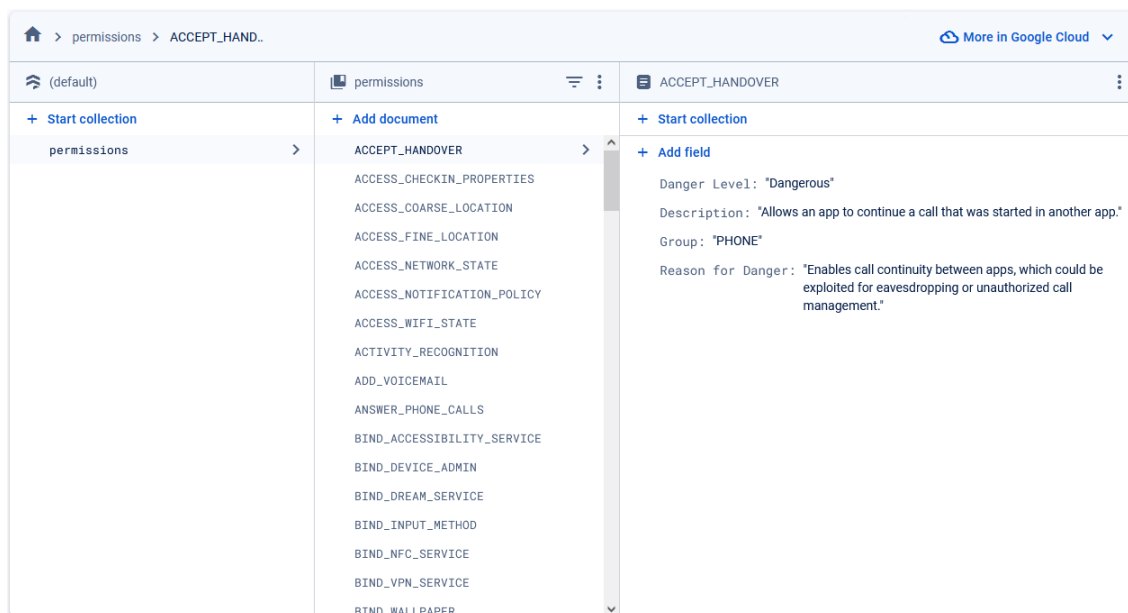 permissions > ACCEPT_HAND..
More in Google Cloud
(default)
permissions
ACCEPT_HANDOVER
+ Start collection
+ Add document
+ Start collection
permissions
ACCEPT_HANDOVER
ACCESS_CHECKIN_PROPERTIES
ACCESS_COARSE_LOCATION
ACCESS_FINE_LOCATION
ACCESS_NETWORK_STATE
ACCESS_NOTIFICATION_POLICY
ACCESS_WIFI_STATE
ACTIVITY_RECOGNITION
ADD_VOICEMAIL
ANSWER_PHONE_CALLS
BIND_ACCESSIBILITY_SERVICE
BIND_DEVICE_ADMIN
BIND_DREAM_SERVICE
BIND_INPUT_METHOD
BIND_NFC_SERVICE
BIND_VPN_SERVICE
BIND_WALLPAPER
+ Add field
Danger Level: "Dangerous"
Description: "Allows an app to continue a call that was started in another app."
Group: "PHONE"
Reason for Danger: "Enables call continuity between apps, which could be
exploited for eavesdropping or unauthorized call
management."